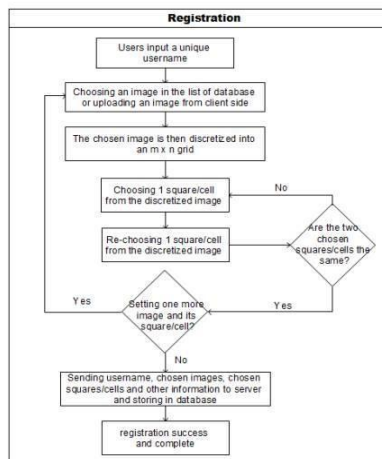 Registration
Users input a unique
username
Choosing an image in the list of database
or uploading an image from client side
The chosen image is then discretized into
an m x n grid
Choosing 1 square/cell
from the discretized image
No
Re-choosing 1 square/cell
from the discretized image
Are the two
chosen
squares/cells the
same?
Yes
Setting one more
image and its
square/cell?
Yes
No
Sending username, chosen images, chosen
squares/cells and other information to server
and storing in database
registration success
and complete